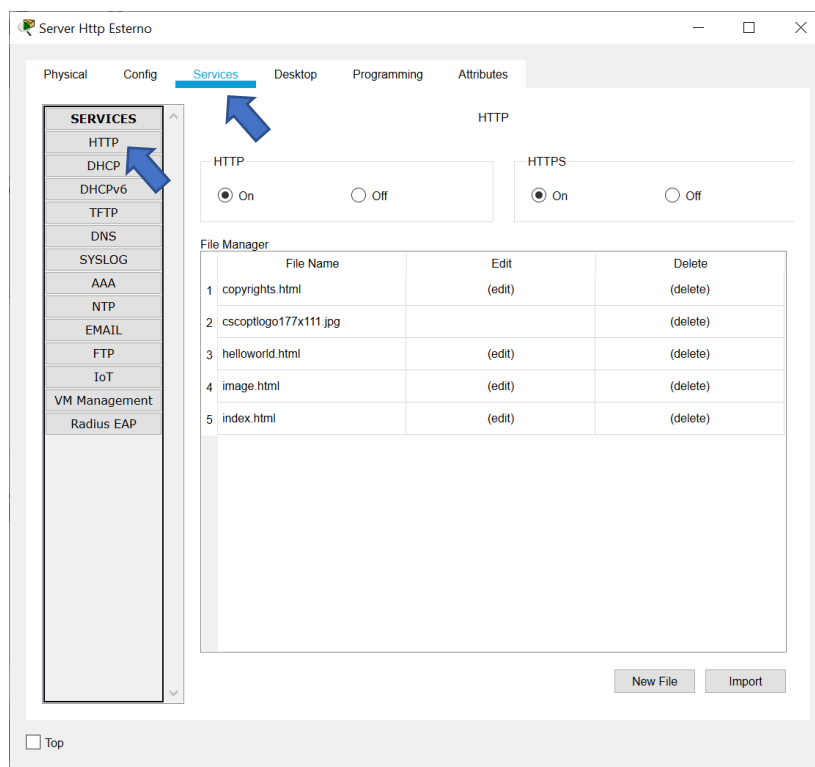 Server Http Esterno
Physical Config Services Desktop Programming Attributes
SERVICES
HTTP
DHCP
DHCPv6
TFTP
DNS
SYSLOG
AAA
NTP
EMAIL
FTP
IoT
VM Management
Radius EAP
HTTP
HTTP
On Off
HTTPS
On Off
File Manager
File Name Edit Delete
1 copyrights.html (edit) (delete)
2 cscoptlogo177x111.jpg (delete)
3 helloworld.html (edit) (delete)
4 image.html (edit) (delete)
5 index.html (edit) (delete)
New File Import
Top